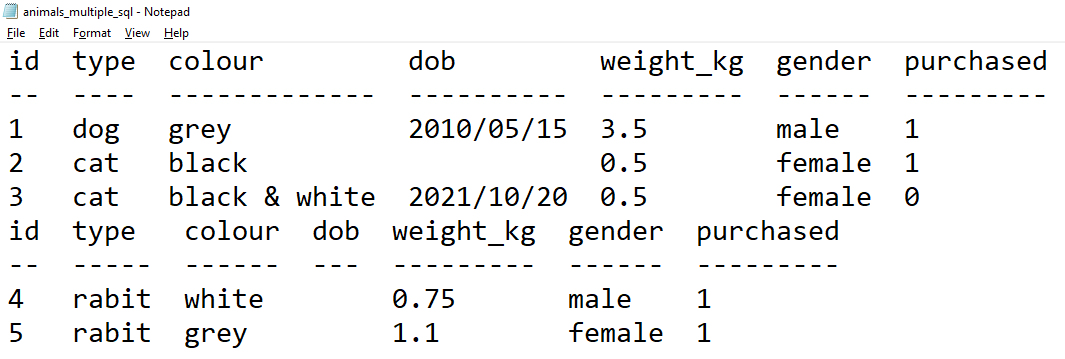 animals_multiple_sql - Notepad
File Edit Format View Help
id  type  colour         dob         weight_kg  gender  purchased
--  ----  -------------  ----------  ---------  ------  ---------
1   dog   grey           2010/05/15  3.5        male    1
2   cat   black                      0.5        female  1
3   cat   black & white  2021/10/20  0.5        female  0
id  type   colour  dob  weight_kg  gender  purchased
--  -----  ------  ---  ---------  ------  ---------
4   rabit  white        0.75       male    1
5   rabit  grey         1.1        female  1